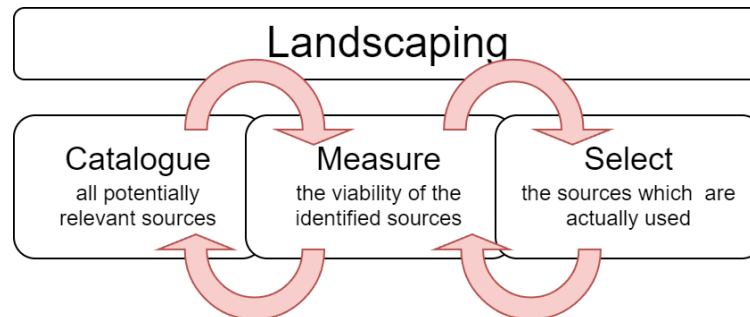 Landscaping
Catalogue
all potentially
relevant sources
Measure
the viability of the
identified sources
Select
the sources which are
actually used